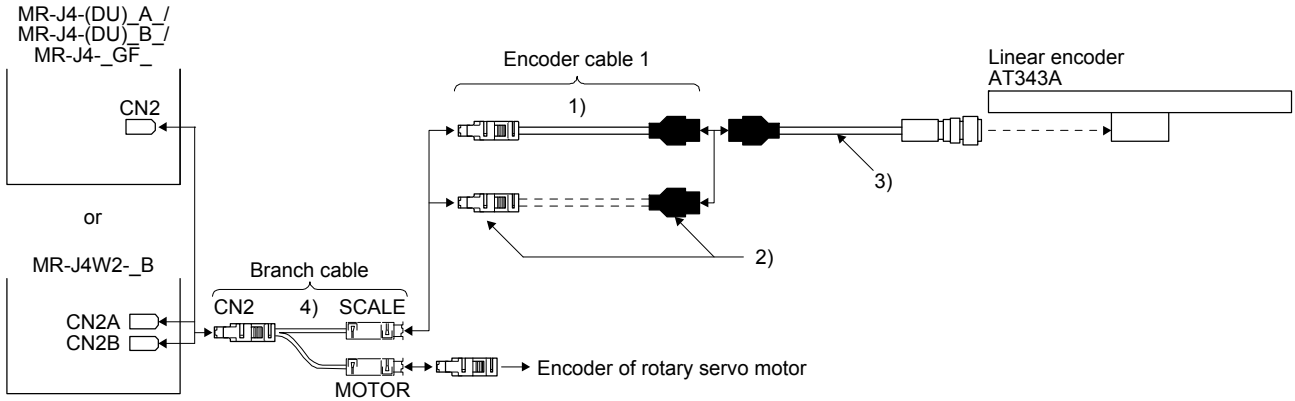 MR-J4-(DU)_A_/
MR-J4-(DU)_B_/
MR-J4-_GF_
CN2
or
MR-J4W2-_B
CN2A
CN2B
Branch cable
CN2
4)
SCALE
MOTOR
Encoder of rotary servo motor
Encoder cable 1
1)
2)
3)
Linear encoder
AT343A